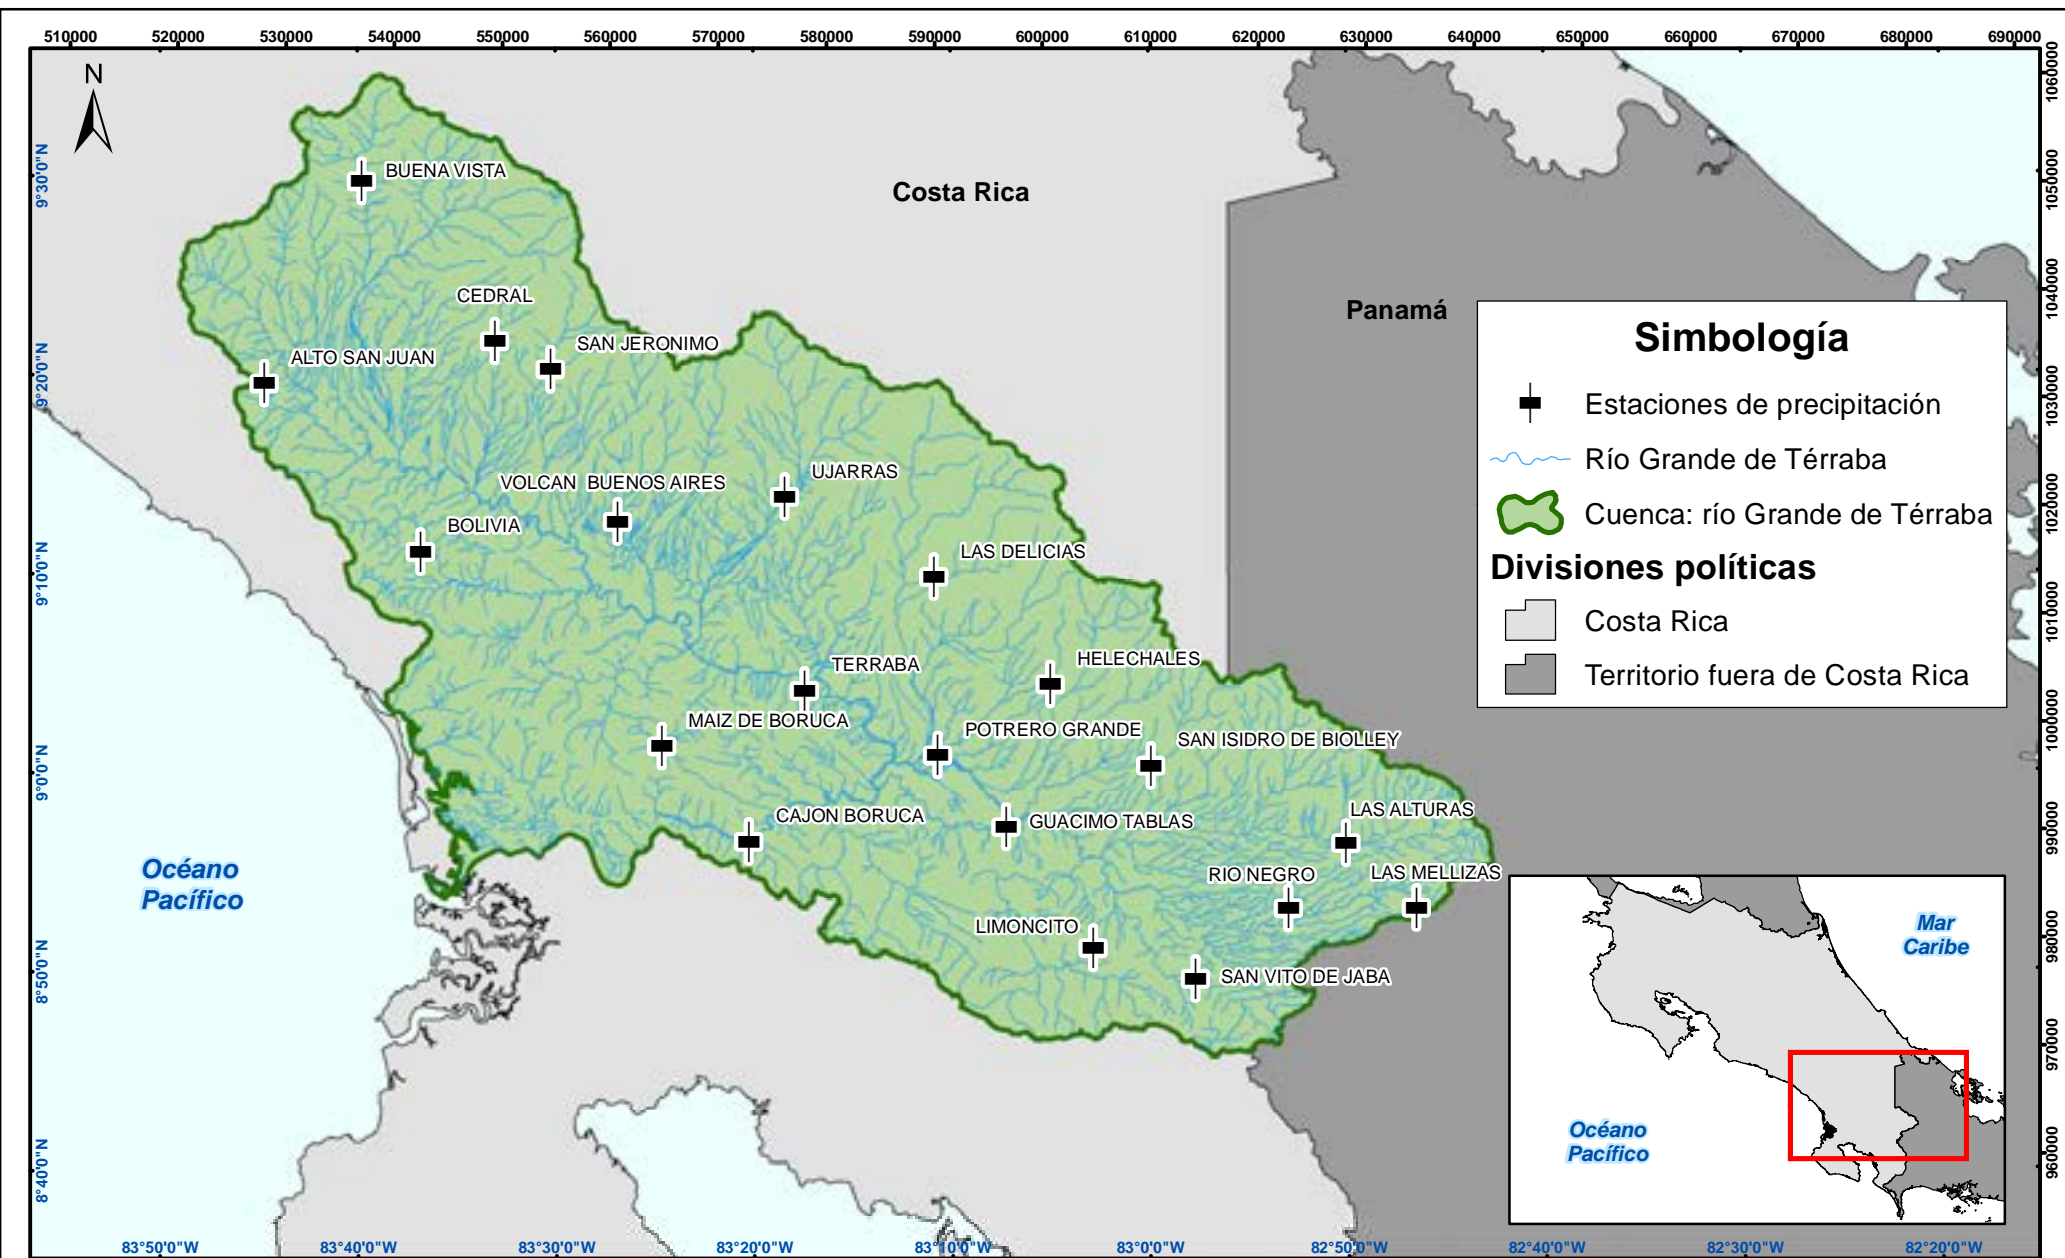 510000 520000 530000 540000 550000 560000 570000 580000 590000 600000 610000 620000 630000 640000 650000 660000 670000 680000 690000
N
BUENA VISTA
Costa Rica
CEDRAL
Panamá
SAN JERONIMO
ALTO SAN JUAN
UJARRAS
VOLCAN BUENOS AIRES
BOLIVIA
LAS DELICIAS
HELECHALES
TERRABA
MAIZ DE BORUCA
POTRERO GRANDE
SAN ISIDRO DE BIOLLEY
LAS ALTURAS
CAJON BORUCA
GUACIMO TABLAS
RIO NEGRO
LAS MELLIZAS
LIMONCITO
SAN VITO DE JABA
Océano
Pacífico
Simbología
Estaciones de precipitación
Río Grande de Térraba
Cuenca: río Grande de Térraba
Divisiones políticas
Costa Rica
Territorio fuera de Costa Rica
Mar
Caribe
Océano
Pacífico
9°30'0"N
9°20'0"N
9°10'0"N
9°0'0"N
8°50'0"N
8°40'0"N
1060000
1050000
1040000
1030000
1020000
1010000
1000000
990000
980000
970000
960000
83°50'0"W 83°40'0"W 83°30'0"W 83°20'0"W 83°10'0"W 83°0'0"W 82°50'0"W 82°40'0"W 82°30'0"W 82°20'0"W